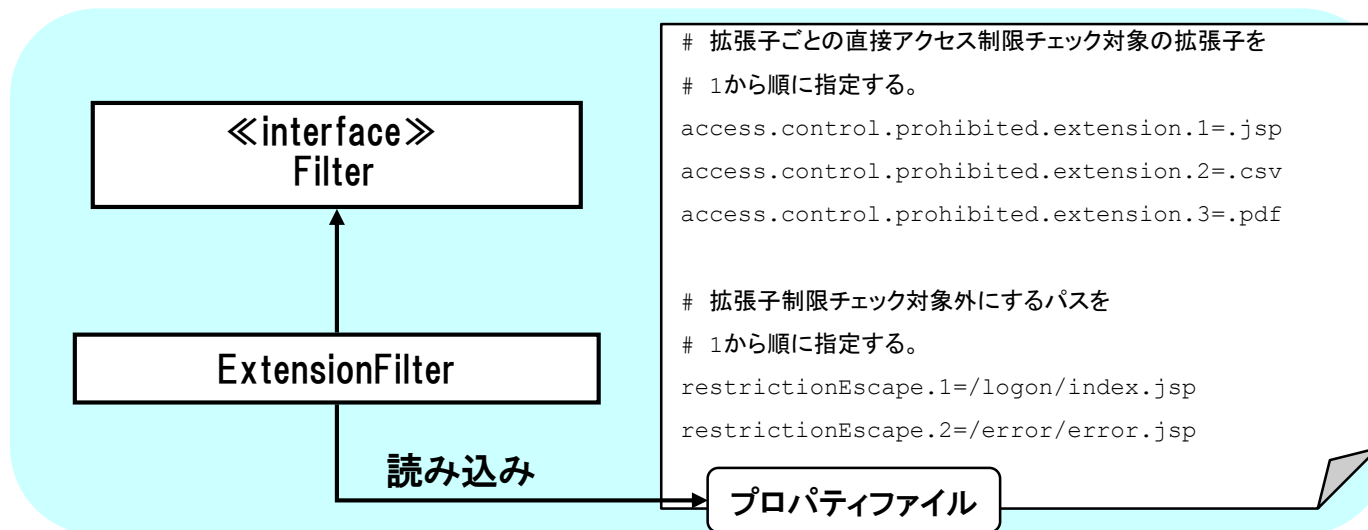 ≪interface≫
Filter
ExtensionFilter
読み込み
# 拡張子ごとの直接アクセス制限チェック対象の拡張子を
# 1から順に指定する。
access.control.prohibited.extension.1=.jsp
access.control.prohibited.extension.2=.csv
access.control.prohibited.extension.3=.pdf
# 拡張子制限チェック対象外にするパスを
# 1から順に指定する。
restrictionEscape.1=/logon/index.jsp
restrictionEscape.2=/error/error.jsp
プロパティファイル